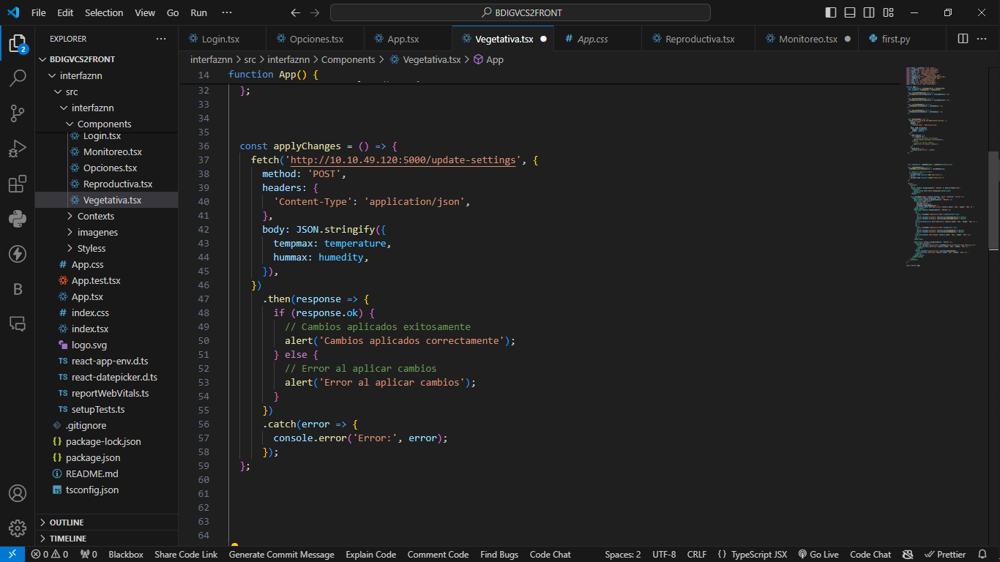 File Edit Selection View Go Run ··· BDIGVCS2FRONT
EXPLORER ···
Login.tsx Opciones.tsx App.tsx Vegetativa.tsx App.css Reproductiva.tsx Monitoreo.tsx first.py ···
2
interfaznn > src > interfaznn > Components > Vegetativa.tsx > App
BDIGVCS2FRONT
interfaznn
src
interfaznn
Components
Login.tsx
Monitoreo.tsx
Opciones.tsx
Reproductiva.tsx
Vegetativa.tsx
Contexts
imagenes
Styless
App.css
App.test.tsx
App.tsx
index.css
index.tsx
logo.svg
TS react-app-env.d.ts
TS react-datepicker.d.ts
TS reportWebVitals.ts
TS setupTests.ts
.gitignore
{} package-lock.json
{} package.json
README.md
tsconfig.json
OUTLINE
TIMELINE
14 function App() {
32 };
33
34
35
36 const applyChanges = () => {
37 fetch('http://10.10.49.120:5000/update-settings', {
38 method: 'POST',
39 headers: {
40 'Content-Type': 'application/json',
41 },
42 body: JSON.stringify({
43 tempmax: temperature,
44 hummax: humedity,
45 }),
46 })
47 .then(response => {
48 if (response.ok) {
49 // Cambios aplicados exitosamente
50 alert('Cambios aplicados correctamente');
51 } else {
52 // Error al aplicar cambios
53 alert('Error al aplicar cambios');
54 }
55 })
56 .catch(error => {
57 console.error('Error:', error);
58 });
59 };
60
61
62
63
64
0 0 0 Blackbox Share Code Link Generate Commit Message Explain Code Comment Code Find Bugs Code Chat Spaces: 2 UTF-8 CRLF {} TypeScript JSX Go Live Code Chat Prettier